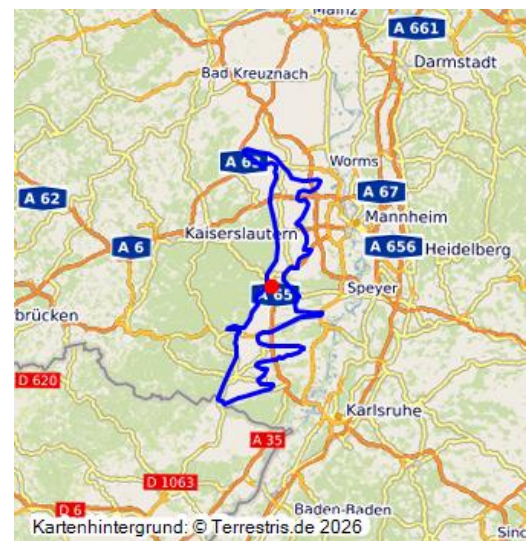 Mainz
A 661
Darmstadt
Bad Kreuznach
A 63
Worms
A 62
A 67
Mannheim
Kaiserslautern
A 6
A 656
Heidelberg
A 65
Speyer
brücken
D 620
Karlsruhe
A 35
D 1063
Baden-Baden
D 6
Kartenhintergrund: © Terrestris.de 2026
Sin